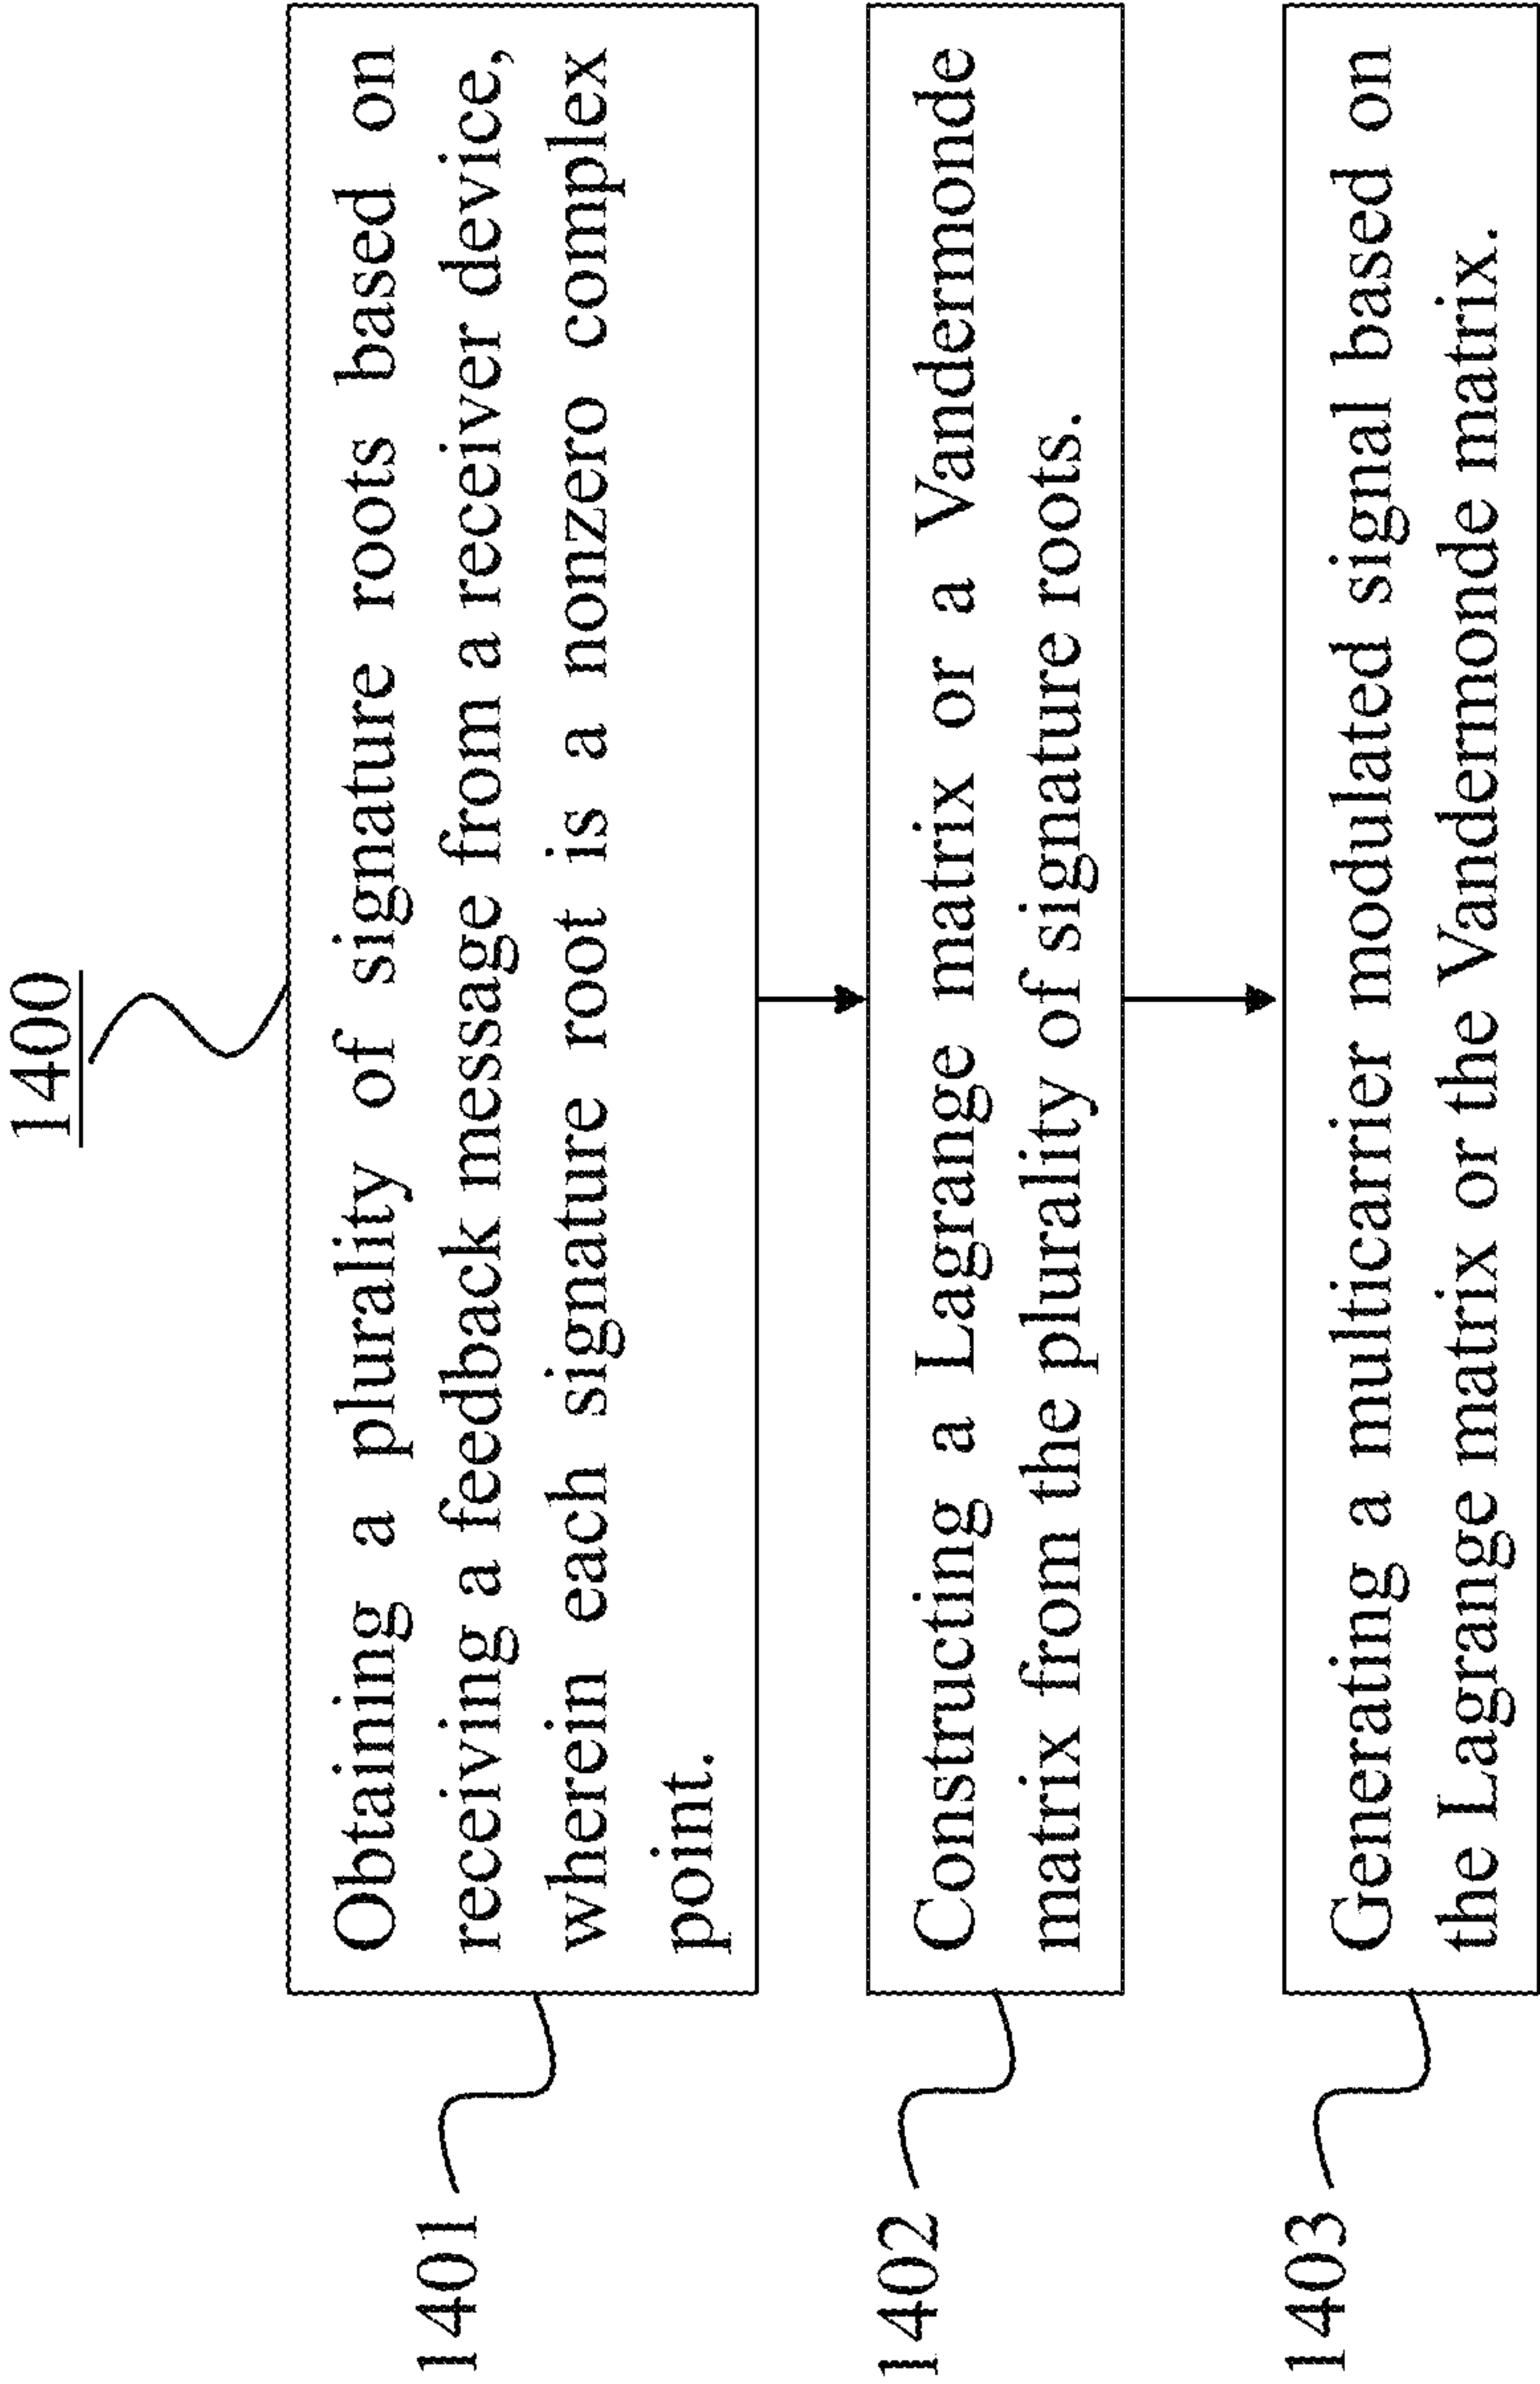 1400
1401
Obtaining a plurality of signature roots based on
receiving a feedback message from a receiver device,
wherein each signature root is a nonzero complex
point.
1402
Constructing a Lagrange matrix or a Vandermonde
matrix from the plurality of signature roots.
1403
Generating a multicarrier modulated signal based on
the Lagrange matrix or the Vandermonde matrix.